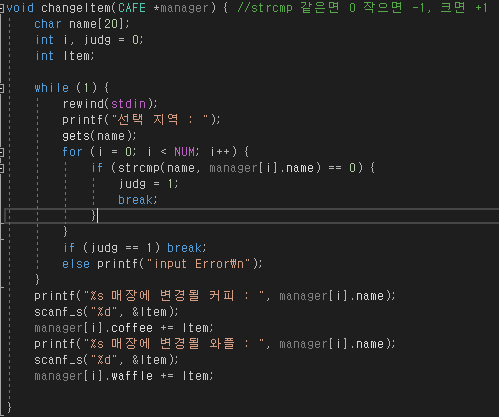 void changeItem(CAFE *manager) { //strcmp 같은면 0 작으면 -1, 크면 +1
char name[20];
int i, judg = 0;
int Item;
while (1) {
rewind(stdin);
printf("선택 지역 : ");
gets(name);
for (i = 0; i < NUM; i++) {
if (strcmp(name, manager[i].name) == 0) {
judg = 1;
break;
}
}
if (judg == 1) break;
else printf("input Error₩n");
}
printf("%s 매장에 변경될 커피 : ", manager[i].name);
scanf_s("%d", &Item);
manager[i].coffee += Item;
printf("%s 매장에 변경될 와플 : ", manager[i].name);
scanf_s("%d", &Item);
manager[i].waffle += Item;
}